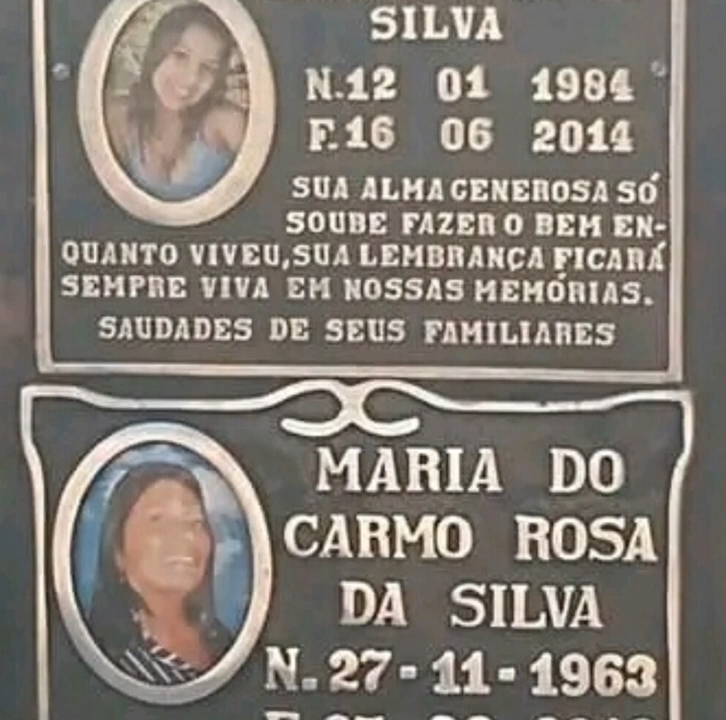 SILVA
N.12 01 1984
F.16 06 2014
SUA ALMA GENEROSA SÓ
SOUBE FAZER O BEM EN-
QUANTO VIVEU, SUA LEMBRANÇA FICARÁ
SEMPRE VIVA EM NOSSAS MEMÓRIAS.
SAUDADES DE SEUS FAMILIARES
MARIA DO
CARMO ROSA
DA SILVA
N. 27-11-1963